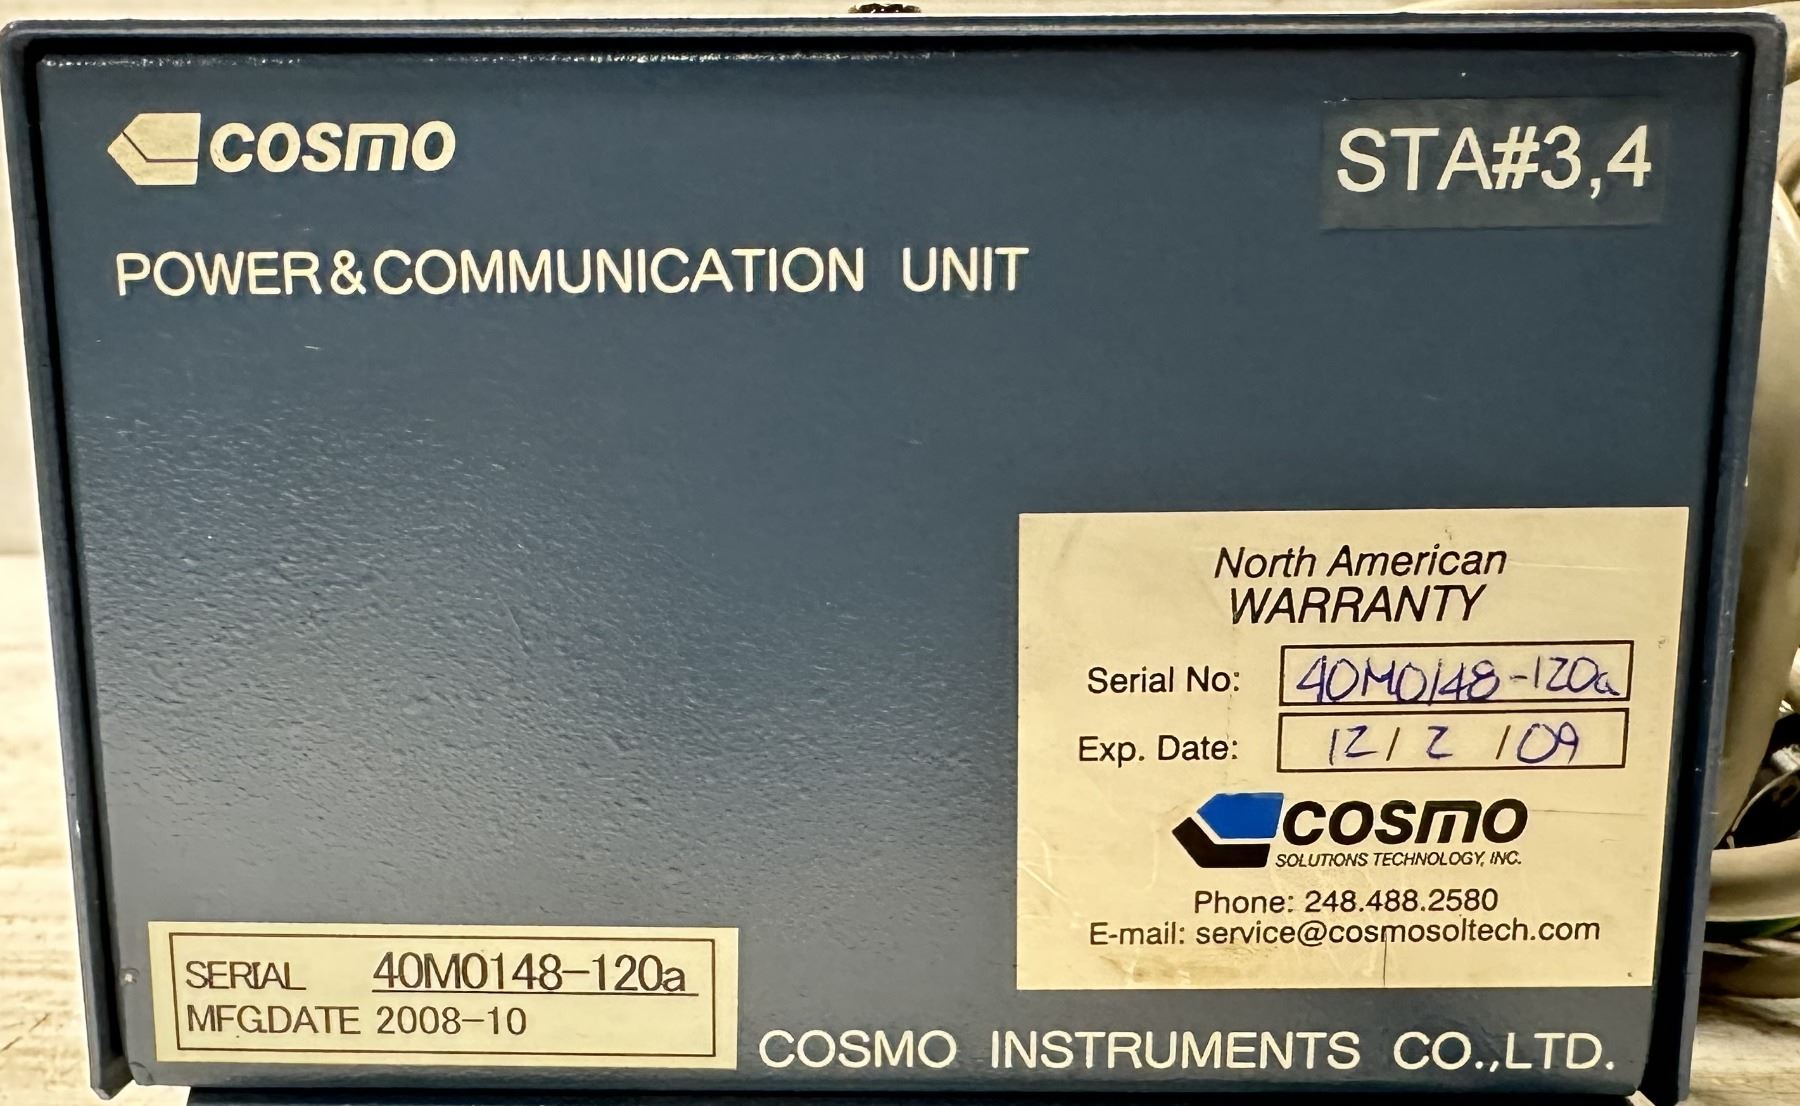 COSMO
STA#3,4
POWER&COMMUNICATION UNIT
North American
WARRANTY
Serial No: 40M0148-120a
Exp. Date: 12/2/09
COSMO
SOLUTIONS TECHNOLOGY, INC.
Phone: 248.488.2580
E-mail: service@cosmosoltech.com
SERIAL 40M0148-120a
MFG.DATE 2008-10
COSMO INSTRUMENTS CO.,LTD.